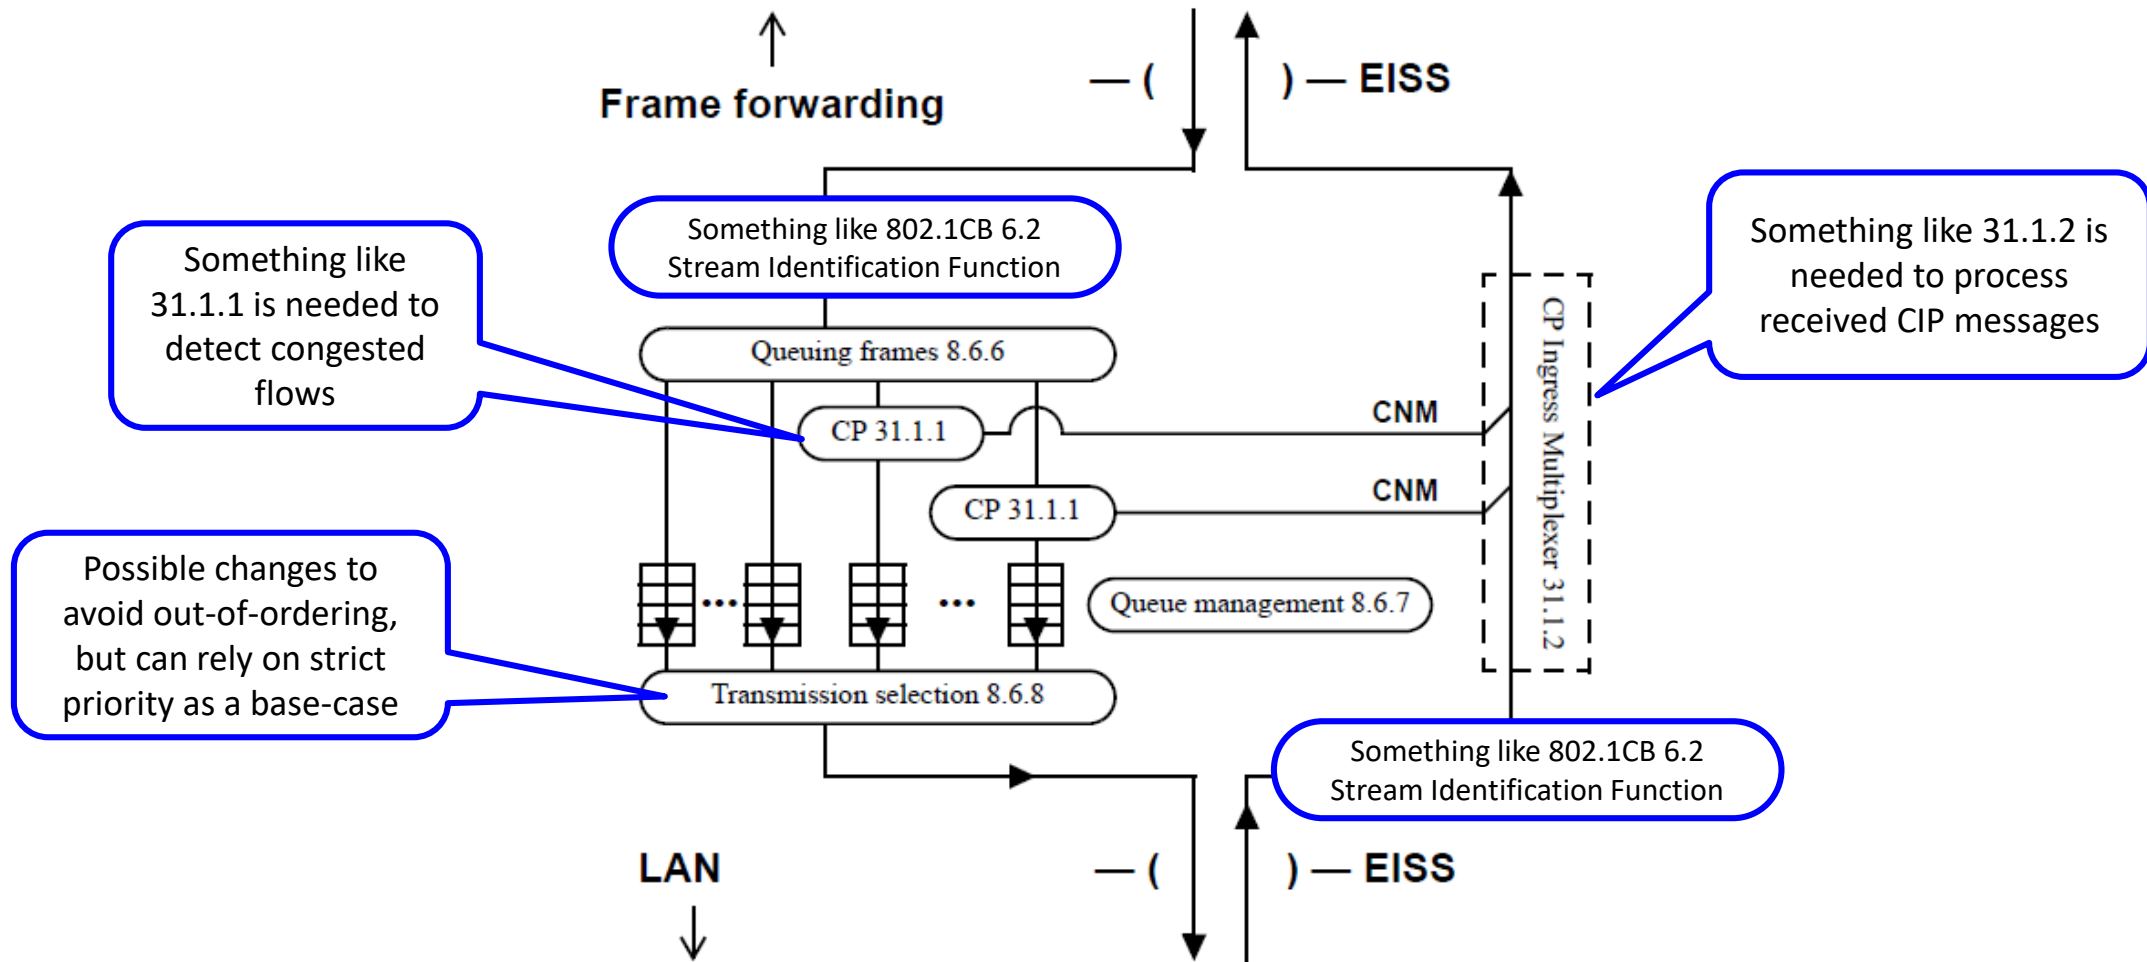 Frame forwarding
— ( ) — EISS
Something like 802.1CB 6.2
Stream Identification Function
Something like
31.1.1 is needed to
detect congested
flows
Something like 31.1.2 is
needed to process
received CIP messages
Queuing frames 8.6.6
CP 31.1.1
CNM
CP 31.1.1
CNM
CP Ingress Multiplexer 31.1.2
Possible changes to
avoid out-of-ordering,
but can rely on strict
priority as a base-case
... ...
Queue management 8.6.7
Transmission selection 8.6.8
Something like 802.1CB 6.2
Stream Identification Function
LAN
— ( ) — EISS